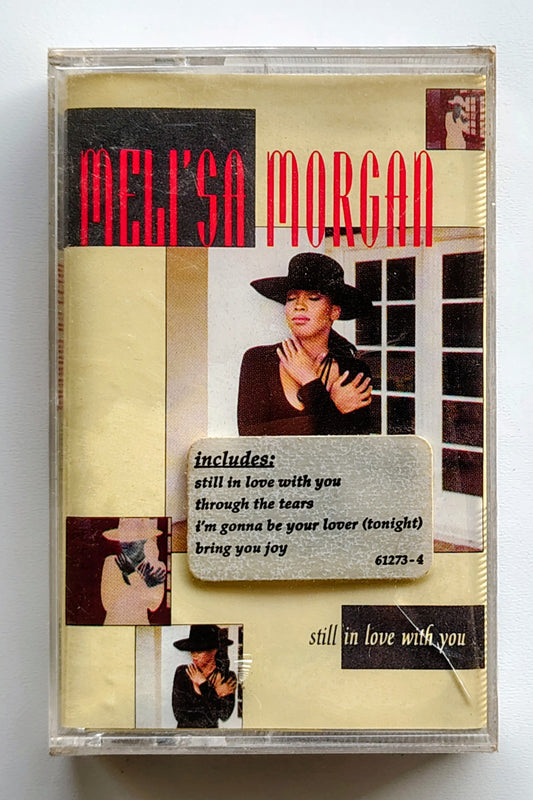 MELI'SA MORGAN
includes:
still in love with you
through the tears
i'm gonna be your lover (tonight)
bring you joy
61273-4
still in love with you